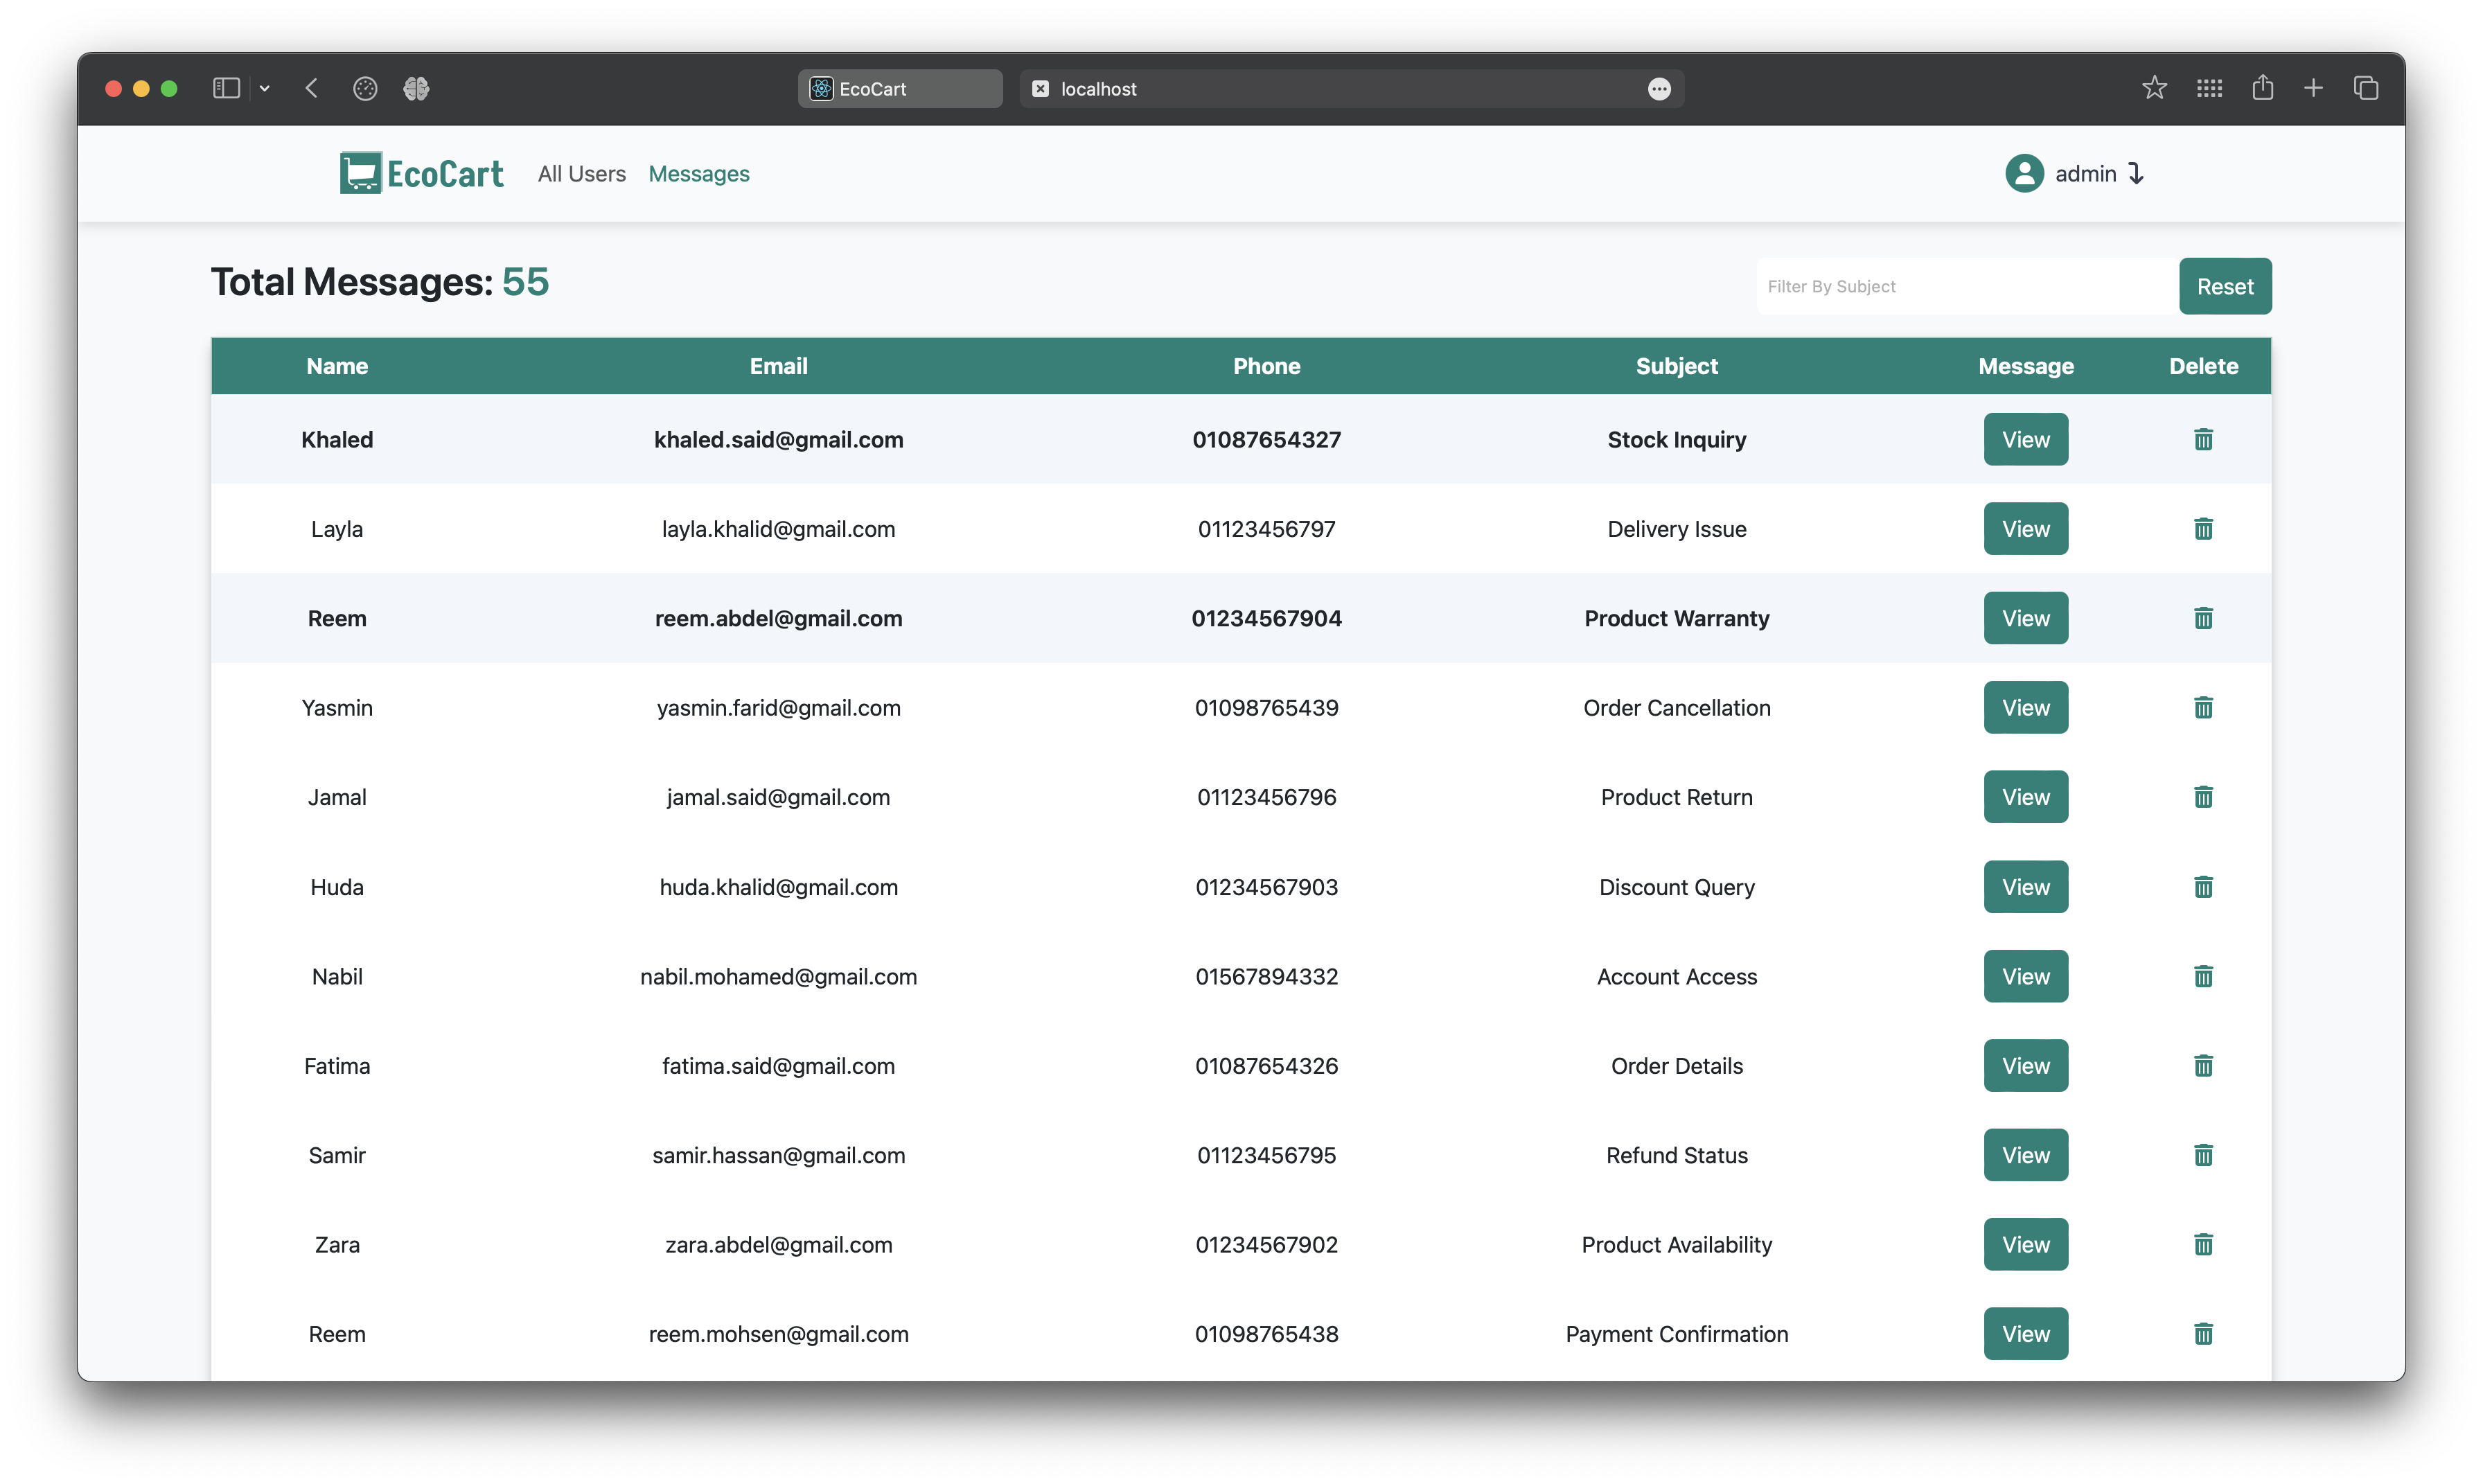 EcoCart localhost
EcoCart All Users Messages admin
Total Messages: 55 Filter By Subject Reset
Name Email Phone Subject Message Delete
Khaled khaled.said@gmail.com 01087654327 Stock Inquiry View
Layla layla.khalid@gmail.com 01123456797 Delivery Issue View
Reem reem.abdel@gmail.com 01234567904 Product Warranty View
Yasmin yasmin.farid@gmail.com 01098765439 Order Cancellation View
Jamal jamal.said@gmail.com 01123456796 Product Return View
Huda huda.khalid@gmail.com 01234567903 Discount Query View
Nabil nabil.mohamed@gmail.com 01567894332 Account Access View
Fatima fatima.said@gmail.com 01087654326 Order Details View
Samir samir.hassan@gmail.com 01123456795 Refund Status View
Zara zara.abdel@gmail.com 01234567902 Product Availability View
Reem reem.mohsen@gmail.com 01098765438 Payment Confirmation View